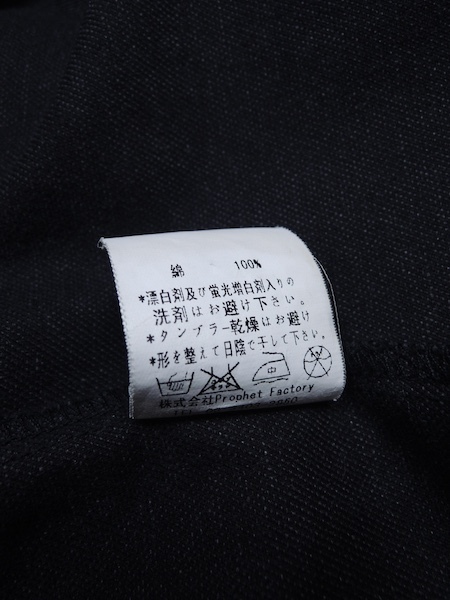 綿 100%
*漂白剤及び蛍光増白剤入りの
洗剤はお避け下さい。
*タンブラー乾燥はお避け
*形を整えて日陰で干して下さい。
株式会社Prophet Factory